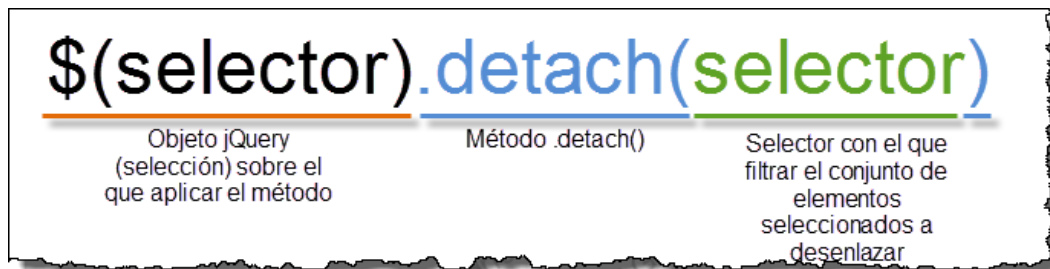 $(selector).detach(selector)
Objeto jQuery
(selección) sobre el
que aplicar el método
Método .detach()
Selector con el que
filtrar el conjunto de
elementos
seleccionados a
desenlazar